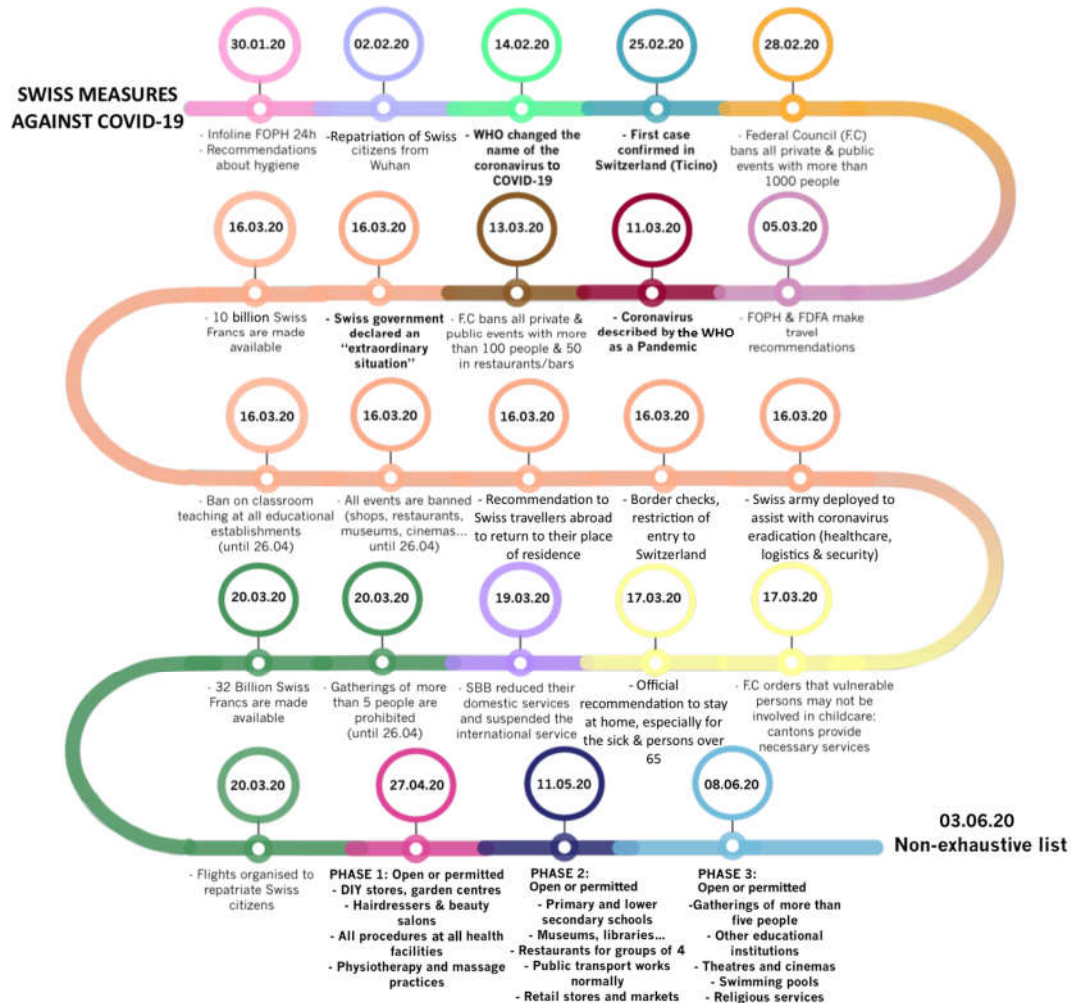 SWISS MEASURES
AGAINST COVID-19
30.01.20
- Infoline FOPH 24h
- Recommendations
about hygiene
02.02.20
-Repatriation of Swiss
citizens from
Wuhan
14.02.20
- WHO changed the
name of the
coronavirus to
COVID-19
25.02.20
- First case
confirmed in
Switzerland (Ticino)
28.02.20
- Federal Council (F.C)
bans all private & public
events with more than
1000 people
05.03.20
- FOPH & FDFA make
travel
recommendations
11.03.20
- Coronavirus
described by the WHO
as a Pandemic
13.03.20
- F.C bans all private &
public events with more
than 100 people & 50
in restaurants/bars
16.03.20
- Swiss government
declared an
"extraordinary
situation"
16.03.20
- 10 billion Swiss
Francs are made
available
16.03.20
- Ban on classroom
teaching at all educational
establishments
(until 26.04)
16.03.20
- All events are banned
(shops, restaurants,
museums, cinemas...
until 26.04)
16.03.20
- Recommendation to
Swiss travellers abroad
to return to their place
of residence
16.03.20
- Border checks,
restriction of
entry to
Switzerland
16.03.20
- Swiss army deployed to
assist with coronavirus
eradication (healthcare,
logistics & security)
17.03.20
- F.C orders that vulnerable
persons may not be
involved in childcare:
cantons provide
necessary services
17.03.20
- Official
recommendation to stay
at home, especially for
the sick & persons over
65
19.03.20
- SBB reduced their
domestic services
and suspended the
international service
20.03.20
- Gatherings of more
than 5 people are
prohibited
(until 26.04)
20.03.20
- 32 Billion Swiss
Francs are made
available
20.03.20
- Flights organised to
repatriate Swiss
citizens
27.04.20
PHASE 1: Open or permitted
- DIY stores, garden centres
- Hairdressers & beauty
salons
- All procedures at all health
facilities
- Physiotherapy and massage
practices
11.05.20
PHASE 2:
Open or permitted
- Primary and lower
secondary schools
- Museums, libraries...
- Restaurants for groups of 4
- Public transport works
normally
- Retail stores and markets
08.06.20
PHASE 3:
Open or permitted
-Gatherings of more than
five people
- Other educational
institutions
- Theatres and cinemas
- Swimming pools
- Religious services
03.06.20
Non-exhaustive list